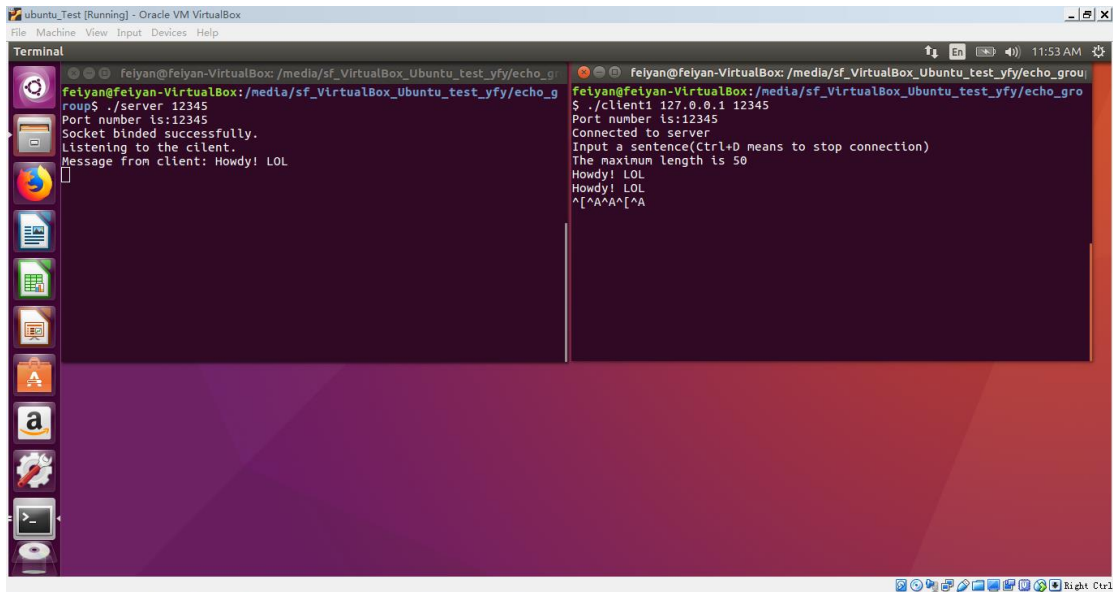 ubuntu_Test [Running] - Oracle VM VirtualBox
File Machine View Input Devices Help
Terminal
En
11:53 AM
feiyan@feiyan-VirtualBox: /media/sf_VirtualBox_Ubuntu_test_yfy/echo_gr
feiyan@feiyan-VirtualBox:/media/sf_VirtualBox_Ubuntu_test_yfy/echo_g
roup$ ./server 12345
Port number is:12345
Socket binded successfully.
Listening to the cilent.
Message from client: Howdy! LOL
feiyan@feiyan-VirtualBox: /media/sf_VirtualBox_Ubuntu_test_yfy/echo_group
feiyan@feiyan-VirtualBox:/media/sf_VirtualBox_Ubuntu_test_yfy/echo_gro
$ ./client1 127.0.0.1 12345
Port number is:12345
Connected to server
Input a sentence(Ctrl+D means to stop connection)
The maximum length is 50
Howdy! LOL
Howdy! LOL
^[^A^A^[^A
a
>_
Right Ctrl